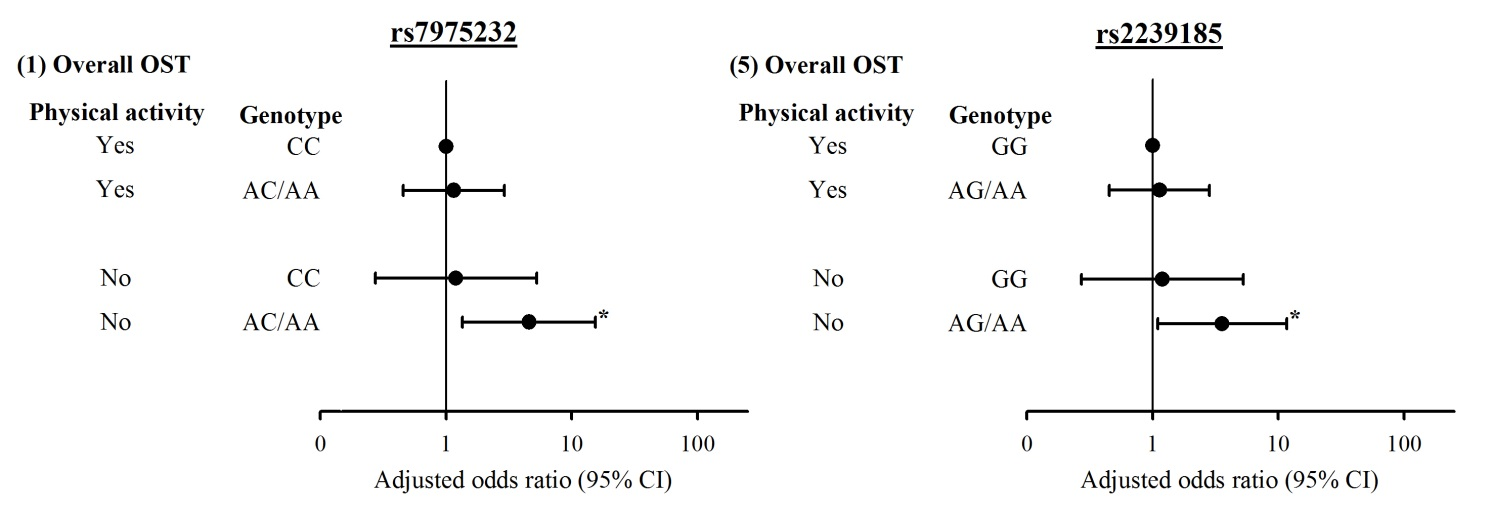 rs7975232
(1) Overall OST
Physical activity Genotype
Yes CC
Yes AC/AA
No CC
No AC/AA *
0 1 10 100
Adjusted odds ratio (95% CI)
rs2239185
(5) Overall OST
Physical activity Genotype
Yes GG
Yes AG/AA
No GG
No AG/AA *
0 1 10 100
Adjusted odds ratio (95% CI)